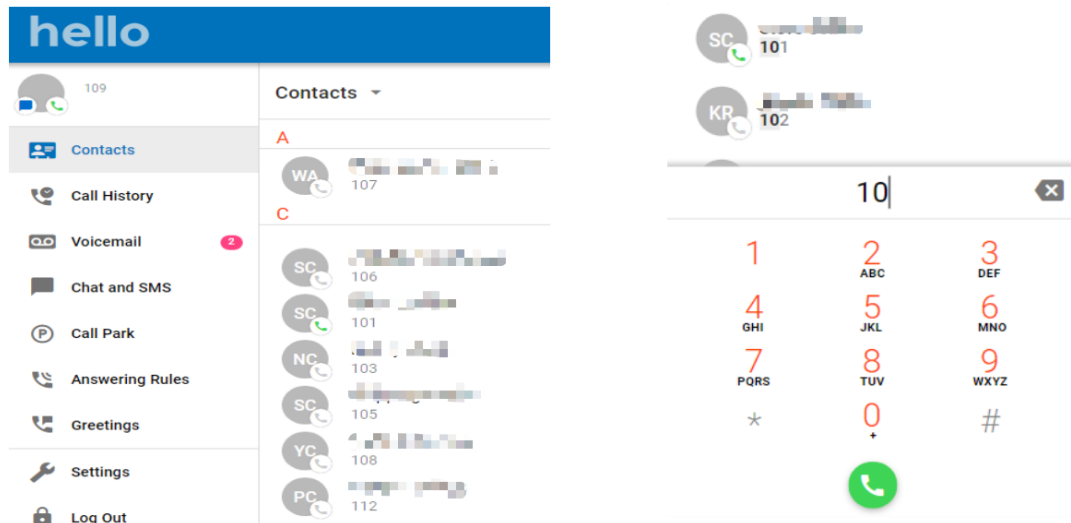 hello
109
Contacts
Call History
Voicemail 2
Chat and SMS
Call Park
Answering Rules
Greetings
Settings
Log Out
Contacts
A
WA
107
C
SC
106
SC
101
NC
103
SC
105
YC
108
PC
112
SC
101
KR
102
10
1 2 3
ABC DEF
4 5 6
GHI JKL MNO
7 8 9
PQRS TUV WXYZ
* 0 #
+